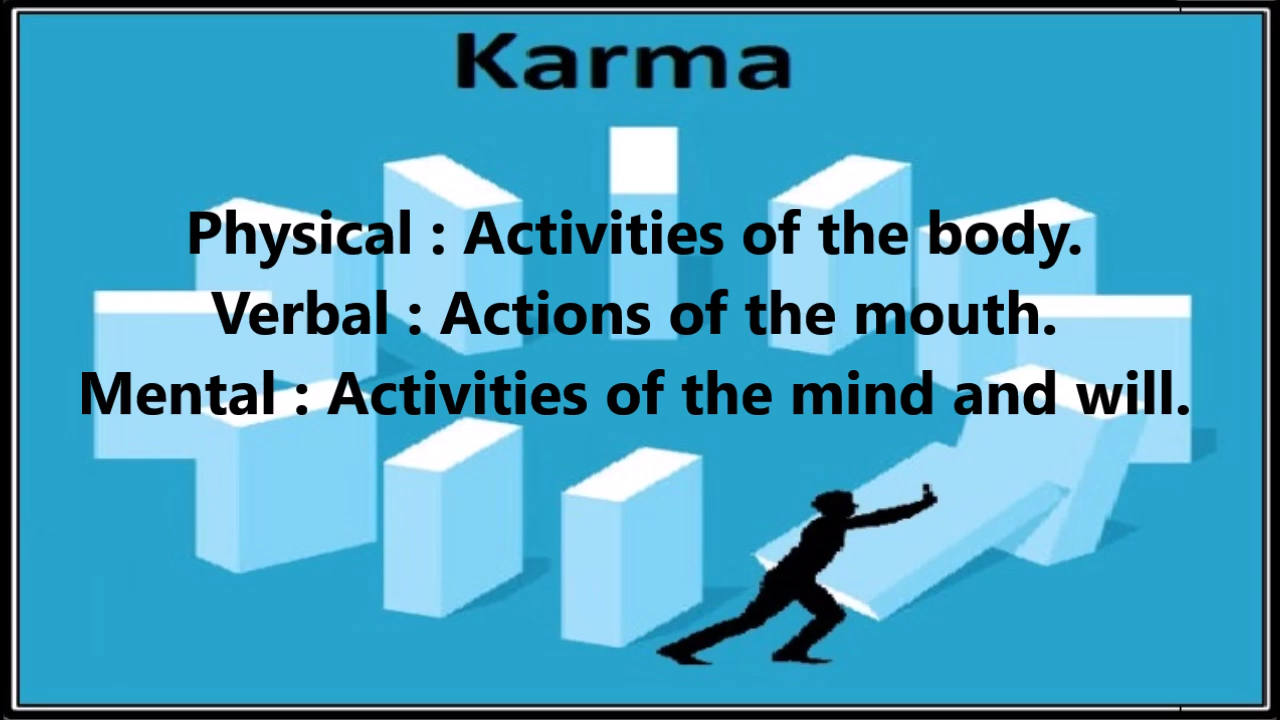 Karma
Physical : Activities of the body.
Verbal : Actions of the mouth.
Mental : Activities of the mind and will.